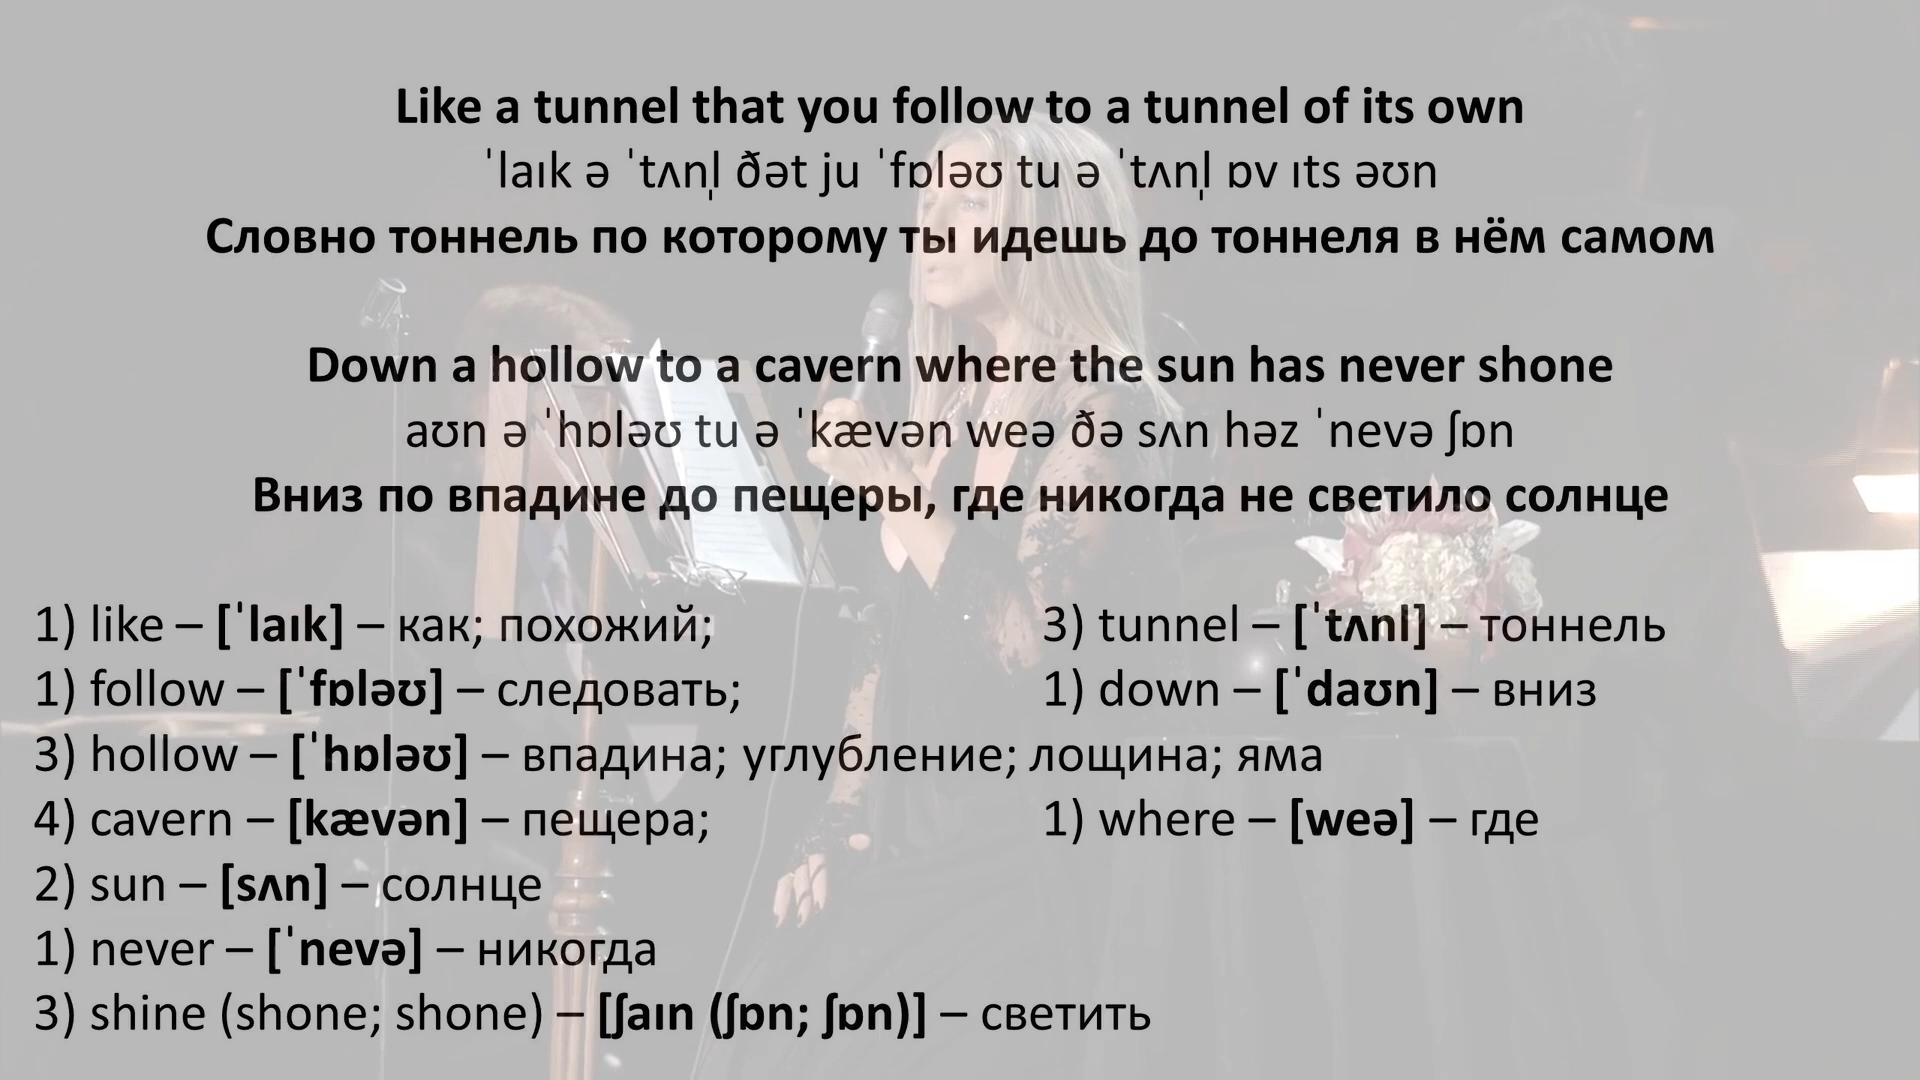 Like a tunnel that you follow to a tunnel of its own
ˈlaɪk ə ˈtʌnl̩ ðət ju ˈfɒləʊ tu ə ˈtʌnl̩ ɒv ɪts əʊn
Словно тоннель по которому ты идешь до тоннеля в нём самом
Down a hollow to a cavern where the sun has never shone
aʊn ə ˈhɒləʊ tu ə ˈkævən weə ðə sʌn həz ˈnevə ʃɒn
Вниз по впадине до пещеры, где никогда не светило солнце
1) like – [ˈlaɪk] – как; похожий; 3) tunnel – [ˈtʌnl] – тоннель
1) follow – [ˈfɒləʊ] – следовать; 1) down – [ˈdaʊn] – вниз
3) hollow – [ˈhɒləʊ] – впадина; углубление; лощина; яма
4) cavern – [kævən] – пещера; 1) where – [weə] – где
2) sun – [sʌn] – солнце
1) never – [ˈnevə] – никогда
3) shine (shone; shone) – [ʃaɪn (ʃɒn; ʃɒn)] – светить